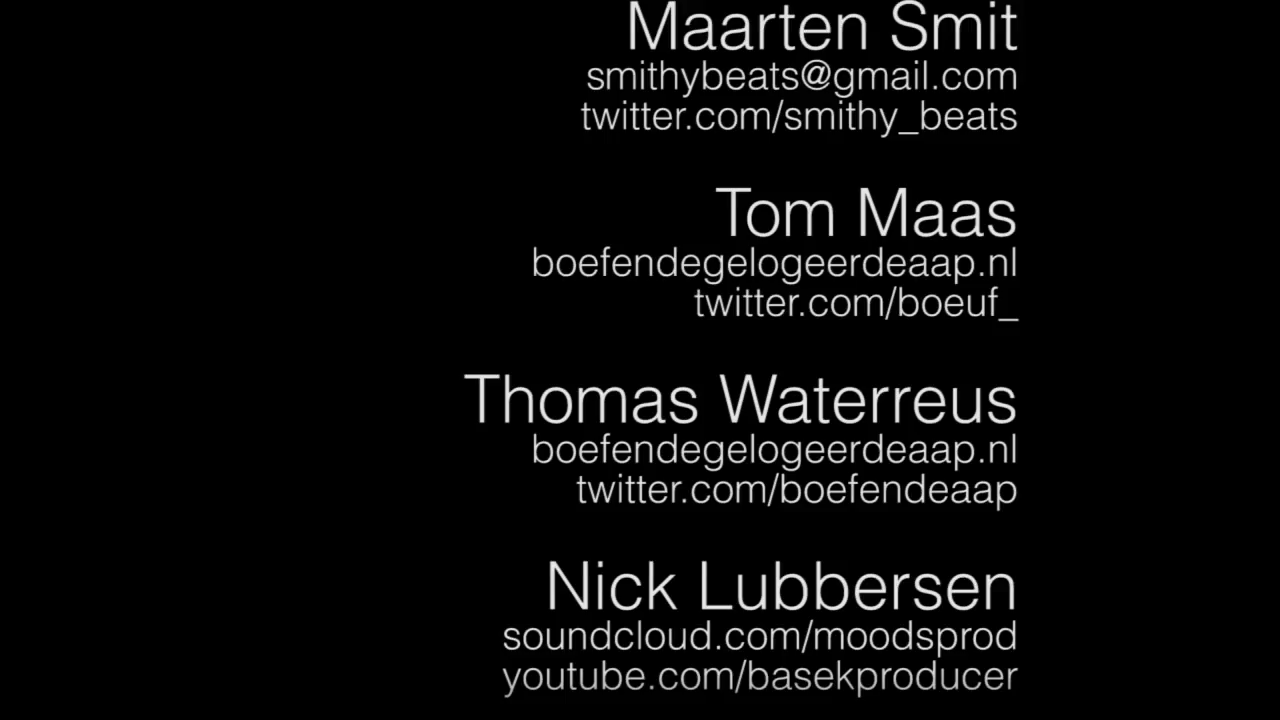 Maarten Smit
smithybeats@gmail.com
twitter.com/smithy_beats
Tom Maas
boefendegelogeerdeaap.nl
twitter.com/boeuf_
Thomas Waterreus
boefendegelogeerdeaap.nl
twitter.com/boefendeaap
Nick Lubbersen
soundcloud.com/moodsprod
youtube.com/basekproducer